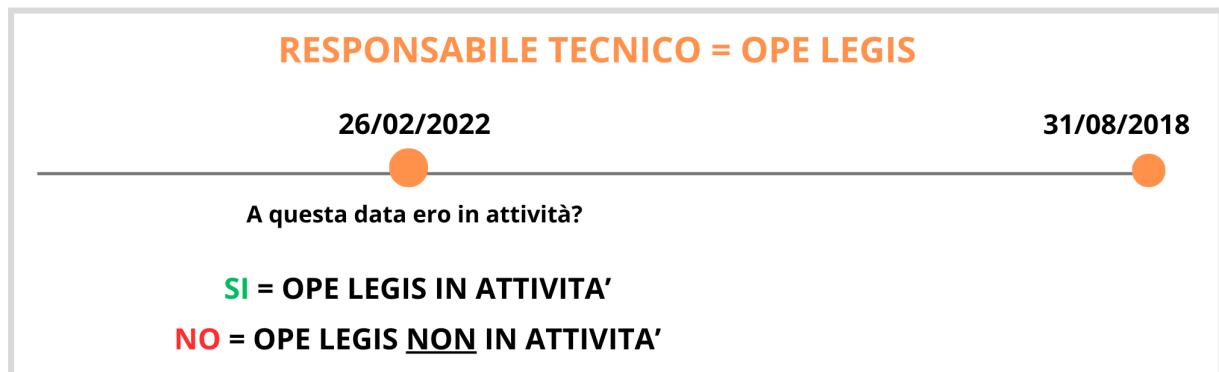 RESPONSABILE TECNICO = OPE LEGIS
26/02/2022
31/08/2018
A questa data ero in attività?
SI = OPE LEGIS IN ATTIVITA’
NO = OPE LEGIS NON IN ATTIVITA’